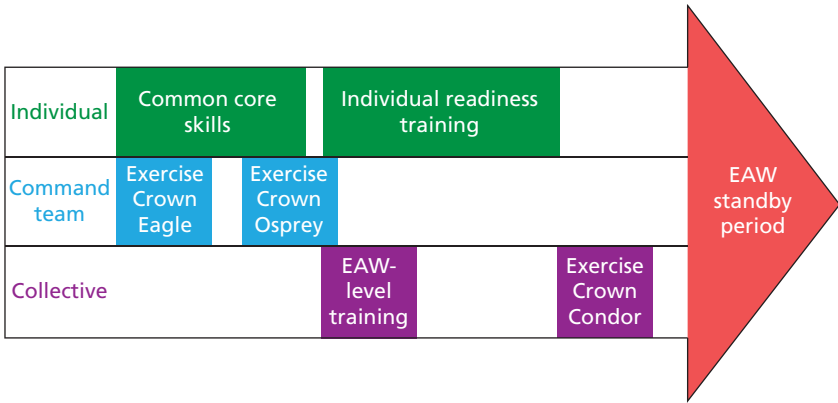 Individual
Common core
skills
Individual readiness
training
Command
team
Exercise
Crown
Eagle
Exercise
Crown
Osprey
Collective
EAW-
level
training
Exercise
Crown
Condor
EAW
standby
period